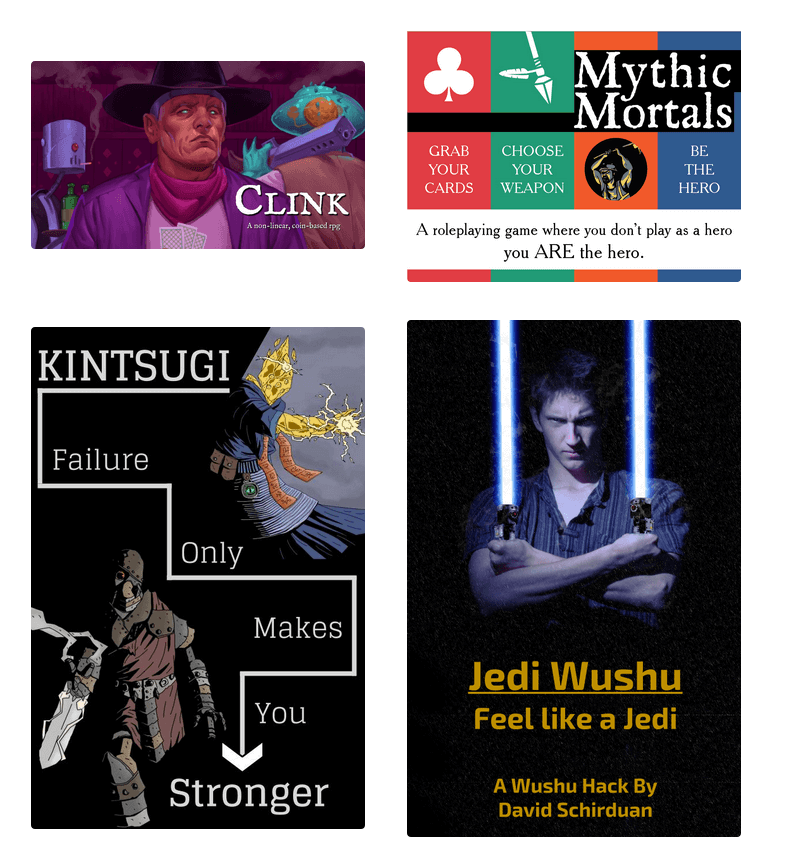 CLINK
A non-linear, coin-based rpg
Mythic
Mortals
GRAB
YOUR
CARDS
CHOOSE
YOUR
WEAPON
BE
THE
HERO
A roleplaying game where you don't play as a hero
you ARE the hero.
KINTSUGI
Failure
Only
Makes
You
Stronger
Jedi Wushu
Feel like a Jedi
A Wushu Hack By
David Schirduan